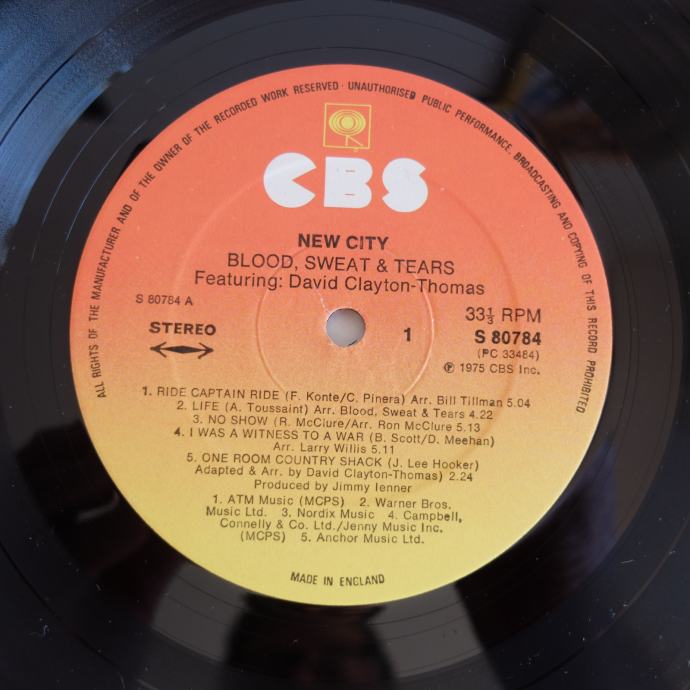 ALL RIGHTS OF THE MANUFACTURER AND OF THE OWNER OF THE RECORDED WORK RESERVED · UNAUTHORISED PUBLIC PERFORMANCE, BROADCASTING AND COPYING OF THIS RECORD PROHIBITED
CBS
NEW CITY
BLOOD, SWEAT & TEARS
Featuring: David Clayton-Thomas
S 80784 A
STEREO
1
33⅓ RPM
S 80784
(PC 33484)
℗ 1975 CBS Inc.
1. RIDE CAPTAIN RIDE (F. Konte/C. Pinera) Arr. Bill Tillman 5.04
2. LIFE (A. Toussaint) Arr. Blood, Sweat & Tears 4.22
3. NO SHOW (R. McClure/Arr. Ron McClure 5.13
4. I WAS A WITNESS TO A WAR (B. Scott/D. Meehan)
Arr. Larry Willis 5.11
5. ONE ROOM COUNTRY SHACK (J. Lee Hooker)
Adapted & Arr. by David Clayton-Thomas) 2.24
Produced by Jimmy Ienner
1. ATM Music (MCPS) 2. Warner Bros.
Music Ltd. 3. Nordix Music 4. Campbell,
Connelly & Co. Ltd./Jenny Music Inc.
(MCPS) 5. Anchor Music Ltd.
MADE IN ENGLAND